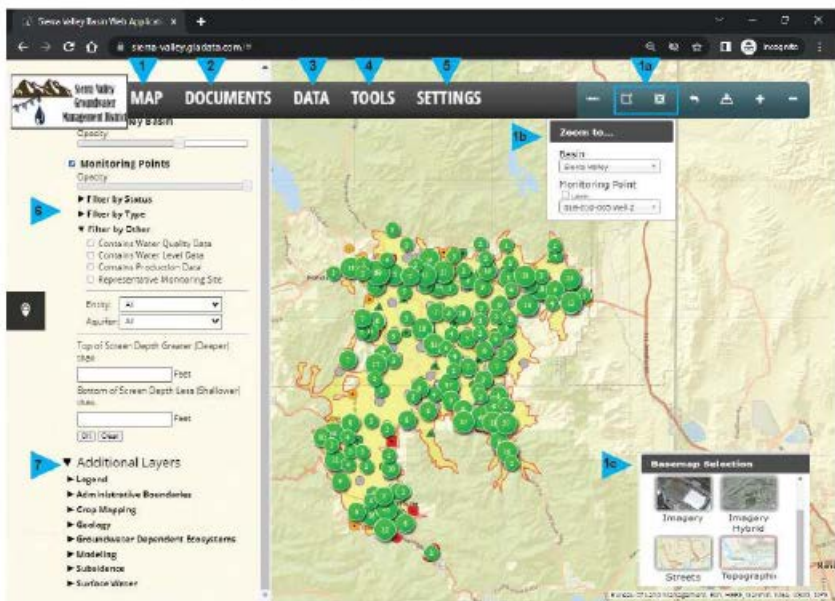 Sierra Valley Basin Web Applicati
sierra-valley.gladata.com/#
Incognito
1
2
3
4
5
1a
Sierra Valley
Groundwater
Management District
MAP
DOCUMENTS
DATA
TOOLS
SETTINGS
Basin
Opacity
Monitoring Points
Opacity
6
Filter by Status
Filter by Type
Filter by Other
Contains Water Quality Data
Contains Water Level Data
Contains Production Data
Representative Monitoring Site
Entity: All
Aquifer: All
Top of Screen Depth Greater (Deeper)
than
Feet
Bottom of Screen Depth Less (Shallower)
than
Feet
Clear
7
Additional Layers
Legend
Administrative Boundaries
Crop Mapping
Geology
Groundwater Dependent Ecosystems
Modeling
Subsidence
Surface Water
1b
Zoom to...
Basin
Sierra Valley
Monitoring Point
1c
Basemap Selection
Imagery
Imagery
Hybrid
Streets
Topographic